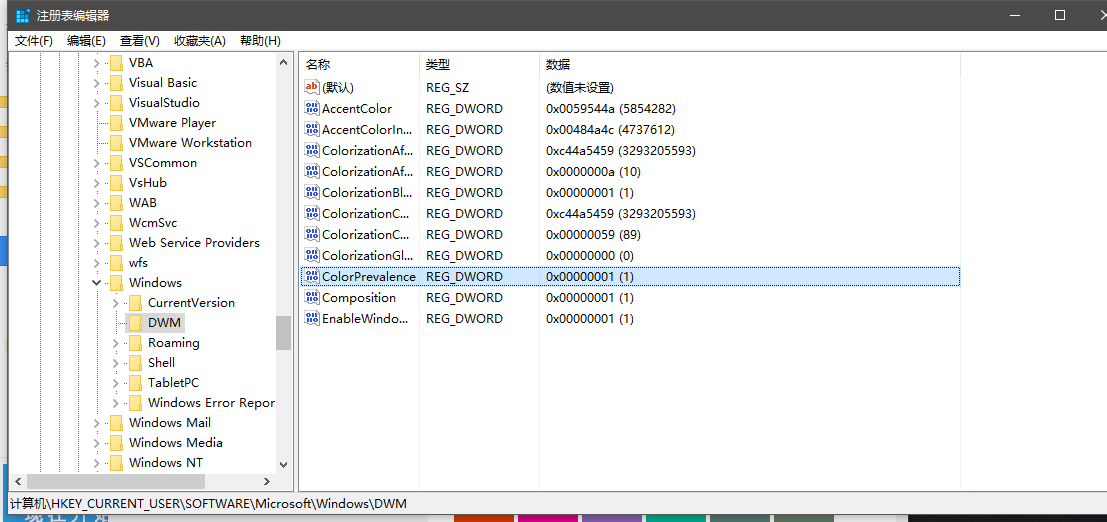 注册表编辑器
文件(F) 编辑(E) 查看(V) 收藏夹(A) 帮助(H)
VBA
Visual Basic
VisualStudio
VMware Player
VMware Workstation
VSCommon
VsHub
WAB
WcmSvc
Web Service Providers
wfs
Windows
CurrentVersion
DWM
Roaming
Shell
TabletPC
Windows Error Repor
Windows Mail
Windows Media
Windows NT
名称 类型 数据
(默认) REG_SZ (数值未设置)
AccentColor REG_DWORD 0x0059544a (5854282)
AccentColorIn... REG_DWORD 0x00484a4c (4737612)
ColorizationAf... REG_DWORD 0xc44a5459 (3293205593)
ColorizationAf... REG_DWORD 0x0000000a (10)
ColorizationBl... REG_DWORD 0x00000001 (1)
ColorizationC... REG_DWORD 0xc44a5459 (3293205593)
ColorizationC... REG_DWORD 0x00000059 (89)
ColorizationGl... REG_DWORD 0x00000000 (0)
ColorPrevalence REG_DWORD 0x00000001 (1)
Composition REG_DWORD 0x00000001 (1)
EnableWindo... REG_DWORD 0x00000001 (1)
计算机\HKEY_CURRENT_USER\SOFTWARE\Microsoft\Windows\DWM